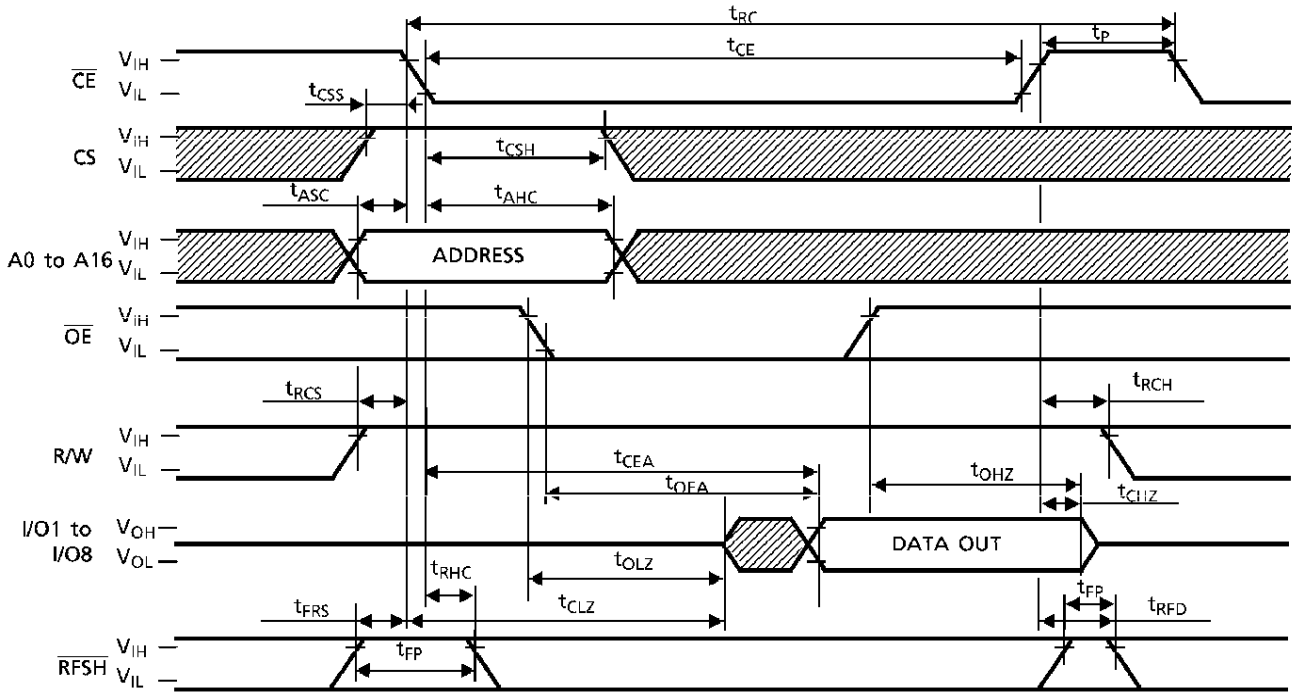 tRC
tP
VIH
tCE
CE
VIL
tCSS
VIH
CS
tCSH
VIL
tASC
tAHC
VIH
A0 to A16
ADDRESS
VIL
VIH
OE
VIL
tRCS
tRCH
VIH
R/W
tCEA
VIL
tOHZ
tOEA
tCHZ
I/O1 to
I/O8
VOH
DATA OUT
VOL
tRHC
tOLZ
tFP
tFRS
tCLZ
tRFD
VIH
tFP
RFSH
VIL